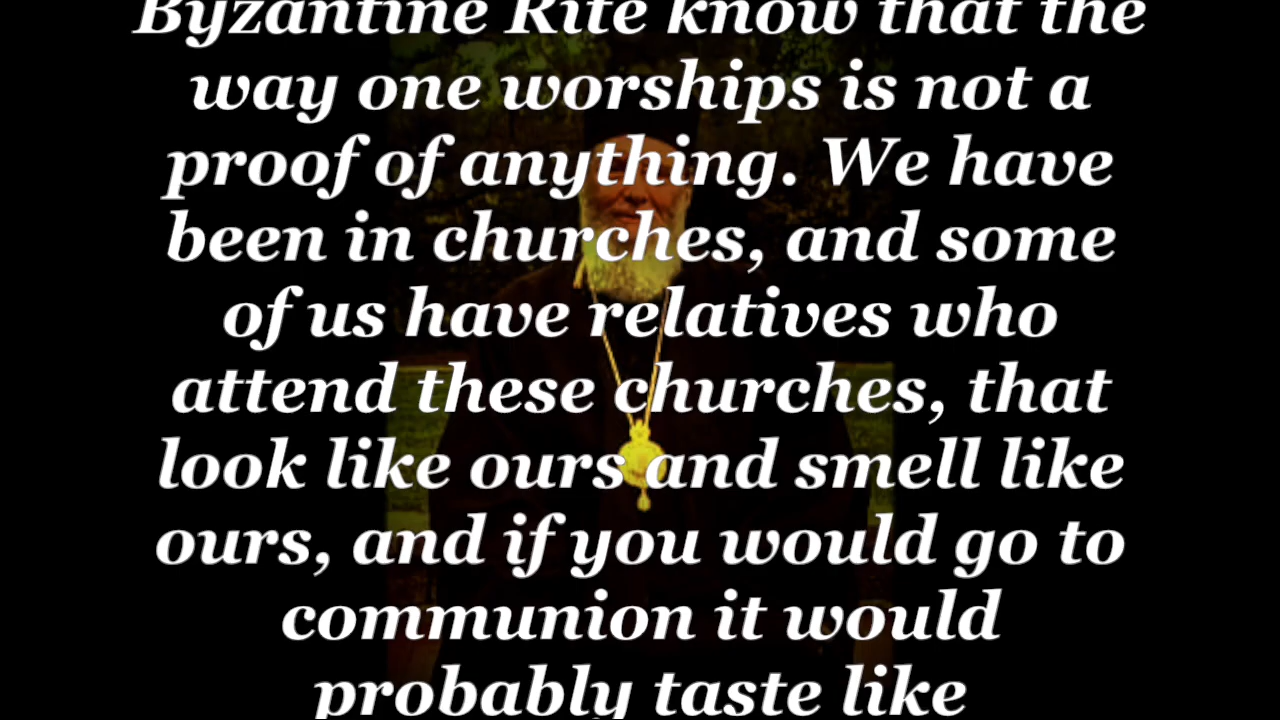 Byzantine Rite know that the
way one worships is not a
proof of anything. We have
been in churches, and some
of us have relatives who
attend these churches, that
look like ours and smell like
ours, and if you would go to
communion it would
probably taste like